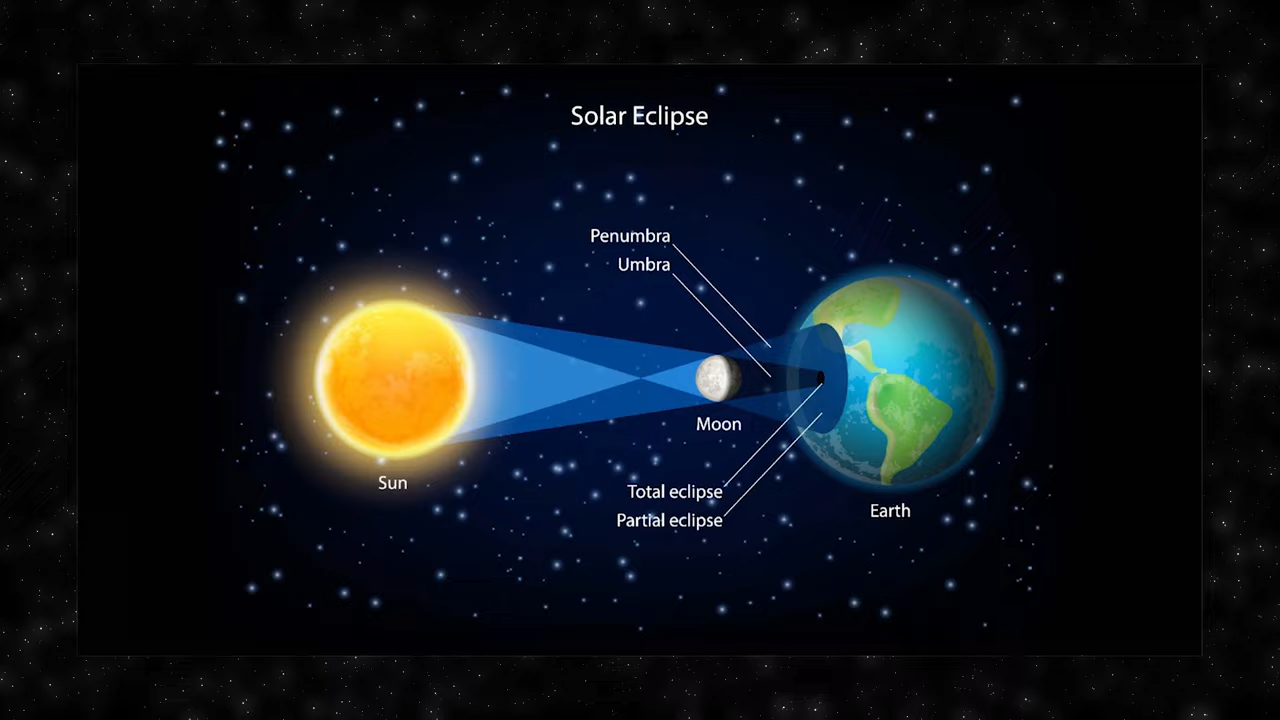 Solar Eclipse
Penumbra
Umbra
Moon
Sun
Total eclipse
Partial eclipse
Earth